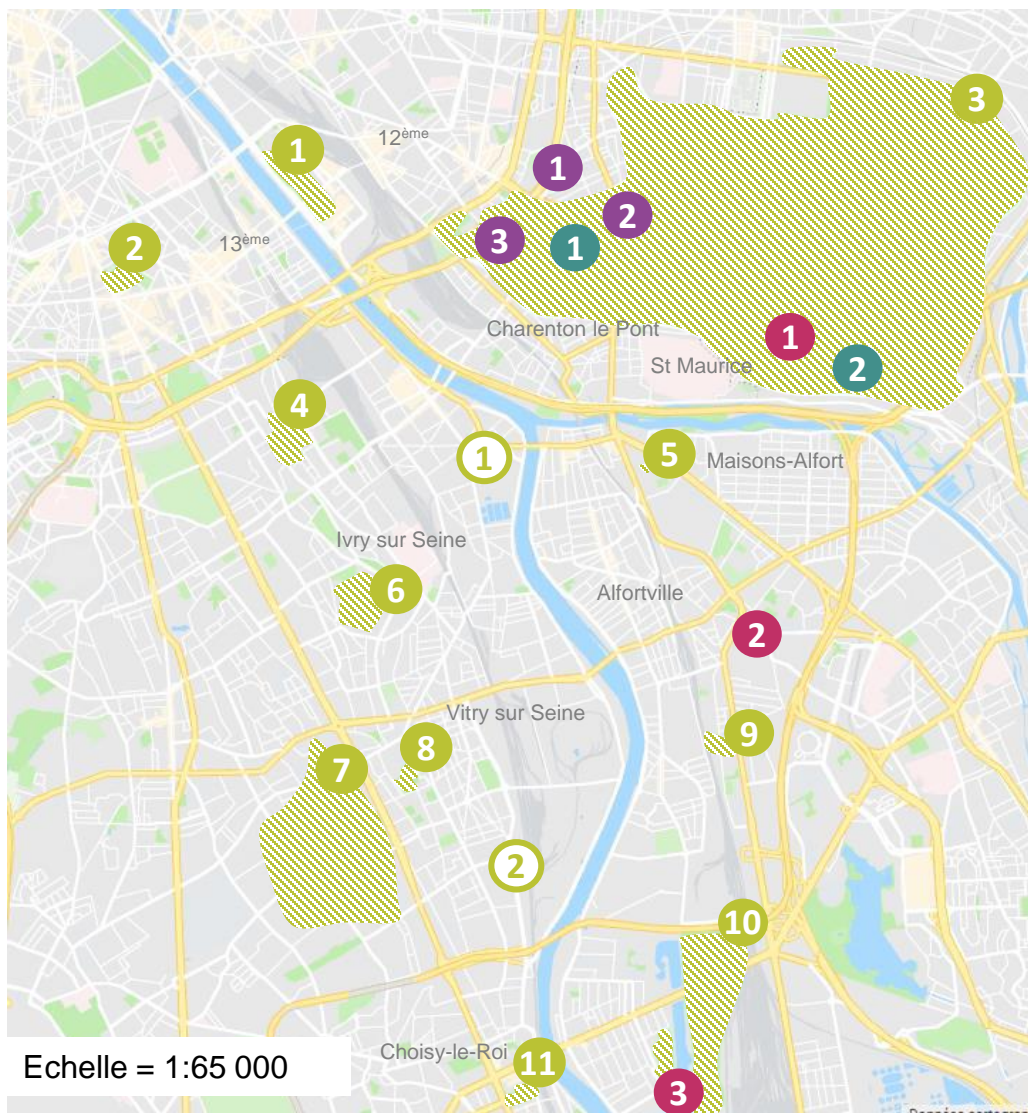 3
12ème
1
1
2
13ème
2
3
1
Charenton le Pont
1
St Maurice
2
4
1
5
Maisons-Alfort
Ivry sur Seine
6
Alfortville
2
Vitry sur Seine
8
9
7
2
10
Choisy-le-Roi
11
Echelle = 1:65 000
3